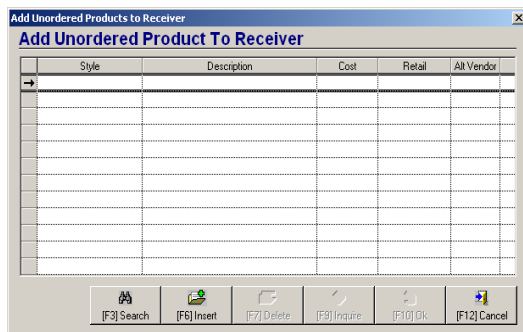 Add Unordered Products to Receiver
Add Unordered Product To Receiver
Style Description Cost Retail Alt Vendor
[F3] Search [F6] Insert [F7] Delete [F9] Inquire [F10] Ok [F12] Cancel